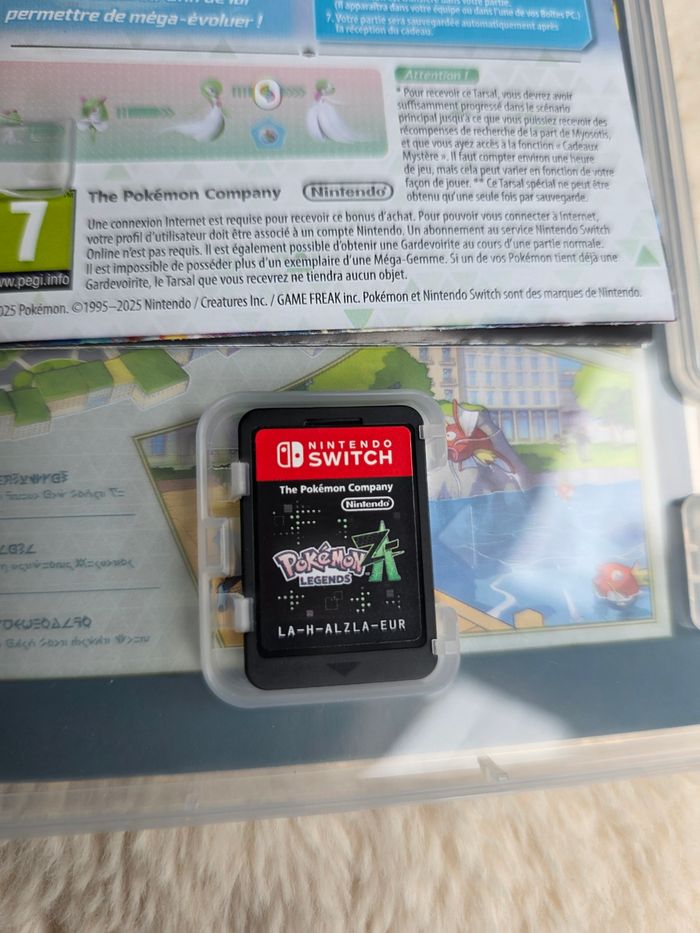 permettre de méga-évoluer !
(Il apparaîtra dans votre équipe ou dans l'une de vos Boîtes PC.)
7. Votre partie sera sauvegardée automatiquement après
la réception du cadeau.
Attention !
* Pour recevoir ce Tarsal, vous devrez avoir
suffisamment progressé dans le scénario
principal jusqu'à ce que vous puissiez recevoir des
récompenses de recherche de la part de Myosotis,
et que vous ayez accès à la fonction « Cadeaux
Mystère ». Il faut compter environ une heure
de jeu, mais cela peut varier en fonction de votre
façon de jouer. ** Ce Tarsal spécial ne peut être
obtenu qu'une seule fois par sauvegarde.
The Pokémon Company Nintendo
7
www.pegi.info
Une connexion Internet est requise pour recevoir ce bonus d'achat. Pour pouvoir vous connecter à Internet,
votre profil d'utilisateur doit être associé à un compte Nintendo. Un abonnement au service Nintendo Switch
Online n'est pas requis. Il est également possible d'obtenir une Gardevoirite au cours d'une partie normale.
Il est impossible de posséder plus d'un exemplaire d'une Méga-Gemme. Si un de vos Pokémon tient déjà une
Gardevoirite, le Tarsal que vous recevrez ne tiendra aucun objet.
025 Pokémon. ©1995–2025 Nintendo / Creatures Inc. / GAME FREAK inc. Pokémon et Nintendo Switch sont des marques de Nintendo.
NINTENDO
SWITCH
The Pokémon Company
Nintendo
POKÉMON
LEGENDS
ZA
LA-H-ALZLA-EUR